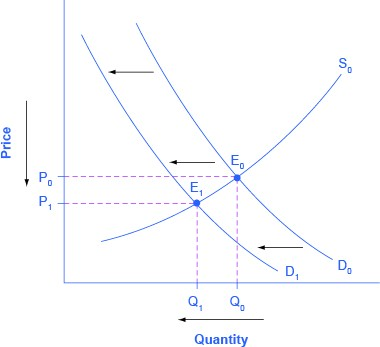 S₀
Price
E₀
P₀
E₁
P₁
D₀
D₁
Q₁ Q₀
Quantity